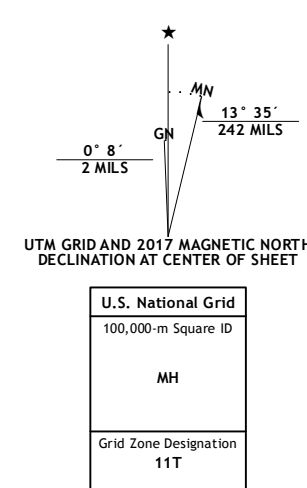 MN
13° 35´
242 MILS
GN
0° 8´
2 MILS
UTM GRID AND 2017 MAGNETIC NORTH
DECLINATION AT CENTER OF SHEET
U.S. National Grid
100,000-m Square ID
MH
Grid Zone Designation
11T